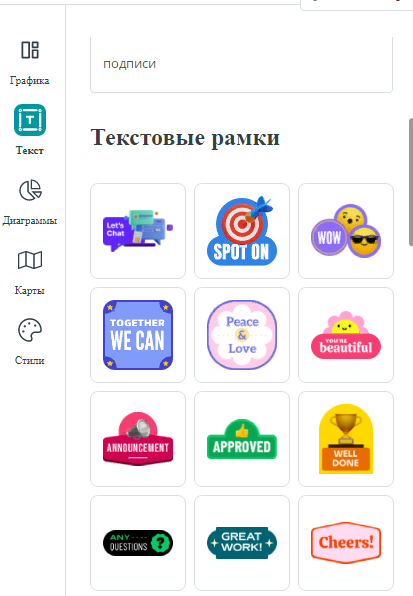 подписи
Графика
Текст
Диаграммы
Карты
Стили
Текстовые рамки
Let's
Chat
SPOT ON
WOW
TOGETHER
WE CAN
Peace
&
Love
YOU'RE
beautiful
ANNOUNCEMENT
APPROVED
WELL
DONE
ANY
QUESTIONS
?
GREAT
WORK!
Cheers!